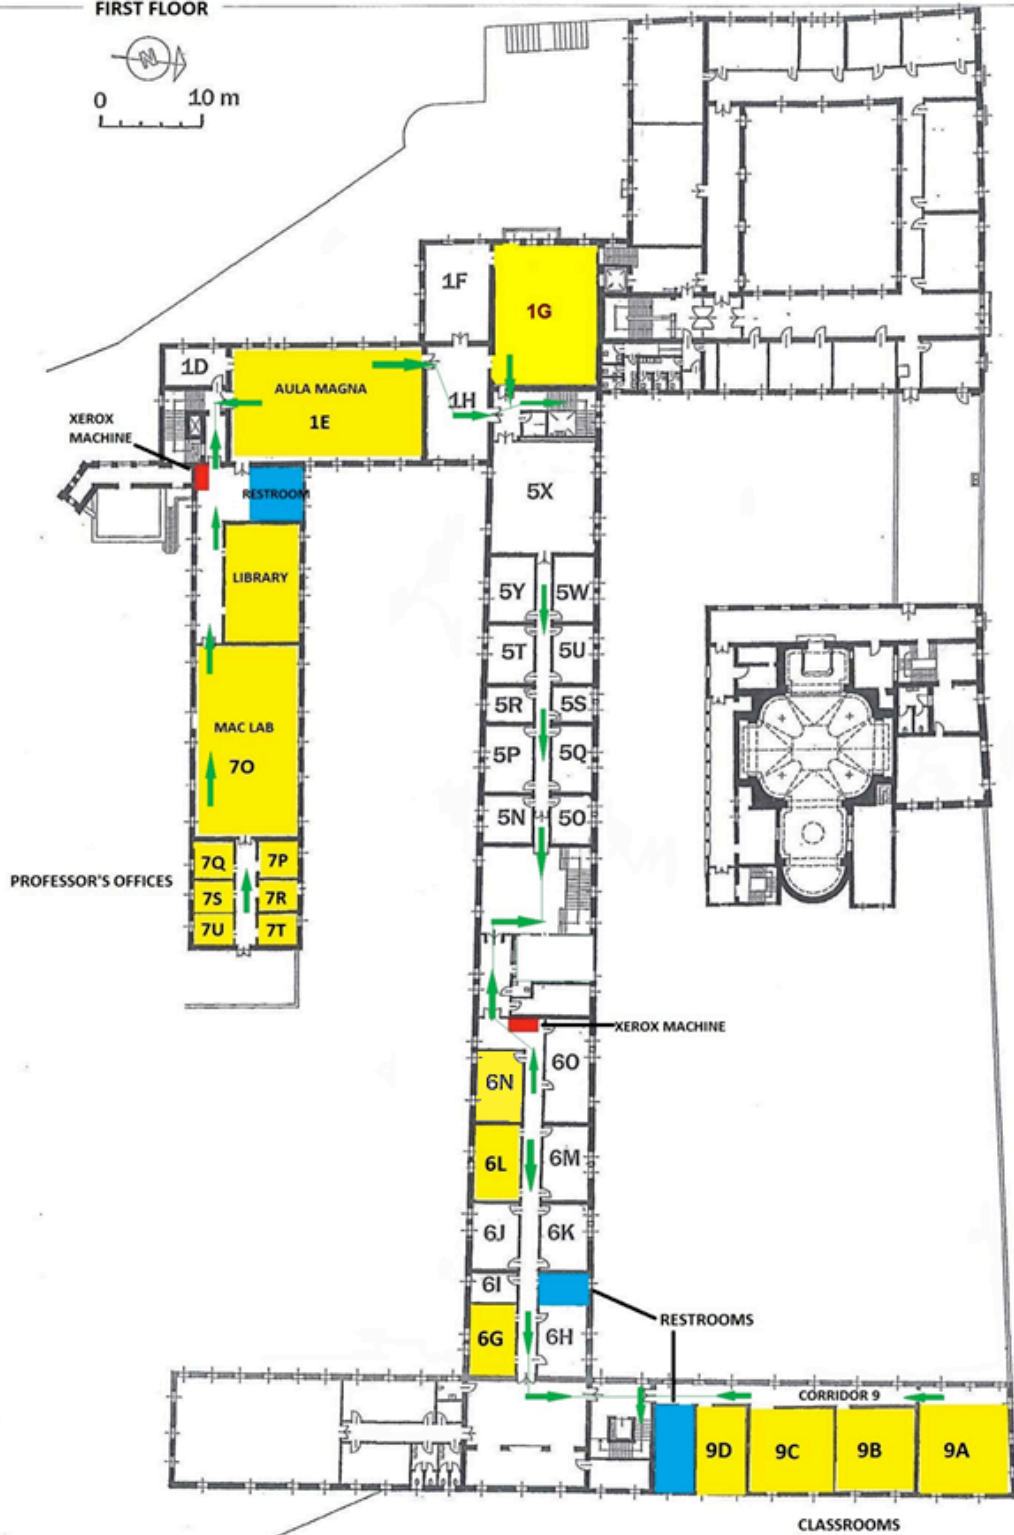 FIRST FLOOR
N
0 10 m
1F
1G
1D
AULA MAGNA
1E
1H
XEROX
MACHINE
RESTROOM
5X
LIBRARY
5Y 5W
5T 5U
5R 5S
MAC LAB
7O
5P 5Q
5N 5O
7Q 7P
PROFESSOR'S OFFICES
7S 7R
7U 7T
XEROX MACHINE
6O
6N
6L 6M
6J 6K
6I
RESTROOMS
6G 6H
CORRIDOR 9
9D 9C 9B 9A
CLASSROOMS